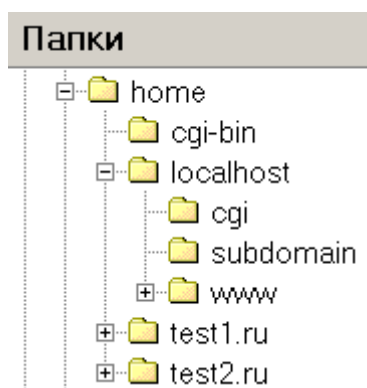 Папки
home
cgi-bin
localhost
cgi
subdomain
www
test1.ru
test2.ru